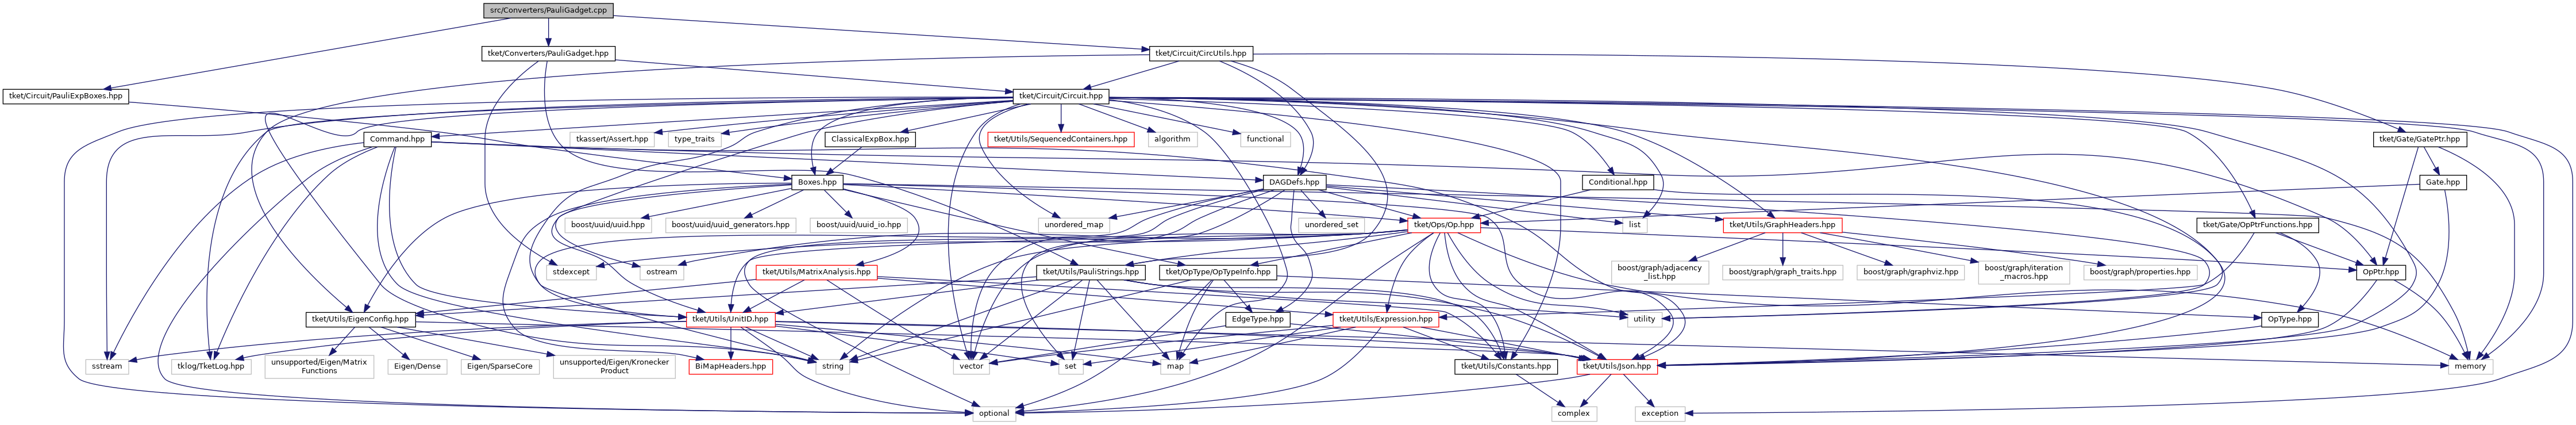 src/Converters/PauliGadget.cpp
tket/Converters/PauliGadget.hpp
tket/Circuit/CircUtils.hpp
tket/Circuit/PauliExpBoxes.hpp
tket/Circuit/Circuit.hpp
Command.hpp
tkassert/Assert.hpp
type_traits
ClassicalExpBox.hpp
tket/Utils/SequencedContainers.hpp
algorithm
functional
tket/Gate/GatePtr.hpp
Boxes.hpp
DAGDefs.hpp
Conditional.hpp
Gate.hpp
boost/uuid/uuid.hpp
boost/uuid/uuid_generators.hpp
boost/uuid/uuid_io.hpp
unordered_map
unordered_set
tket/Ops/Op.hpp
list
tket/Utils/GraphHeaders.hpp
tket/Gate/OpPtrFunctions.hpp
stdexcept
ostream
tket/Utils/MatrixAnalysis.hpp
tket/Utils/PauliStrings.hpp
tket/OpType/OpTypeInfo.hpp
boost/graph/adjacency
_list.hpp
boost/graph/graph_traits.hpp
boost/graph/graphviz.hpp
boost/graph/iteration
_macros.hpp
boost/graph/properties.hpp
OpPtr.hpp
tket/Utils/EigenConfig.hpp
tket/Utils/UnitID.hpp
EdgeType.hpp
tket/Utils/Expression.hpp
utility
OpType.hpp
sstream
tklog/TketLog.hpp
unsupported/Eigen/Matrix
Functions
Eigen/Dense
Eigen/SparseCore
unsupported/Eigen/Kronecker
Product
BiMapHeaders.hpp
string
vector
set
map
tket/Utils/Constants.hpp
tket/Utils/Json.hpp
memory
optional
complex
exception